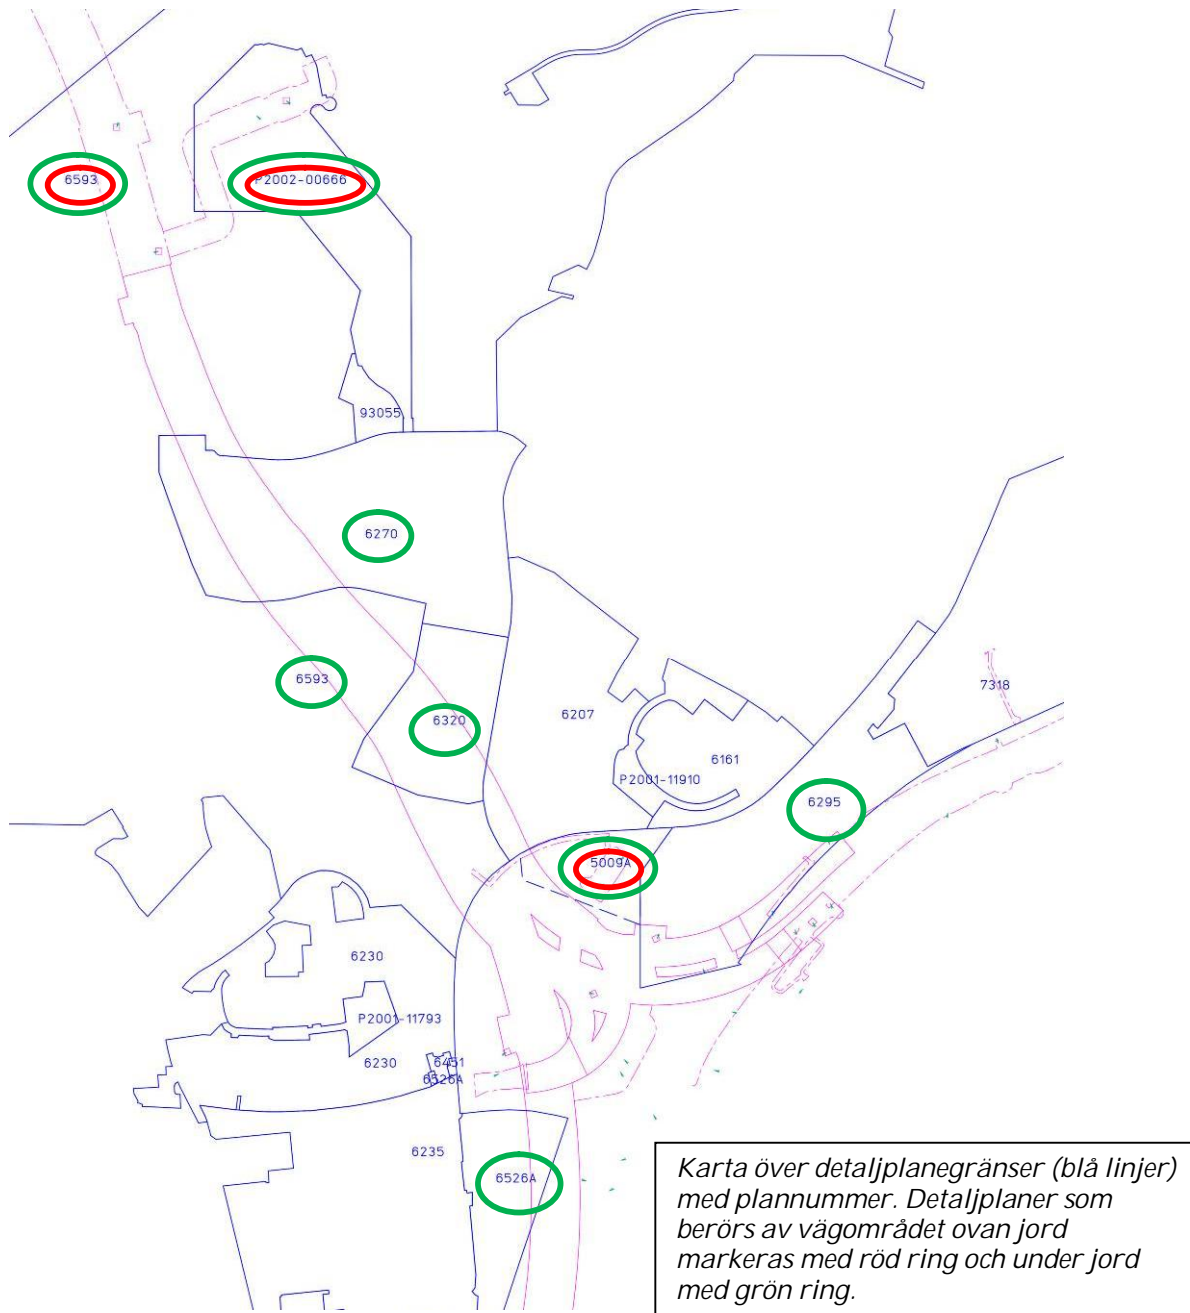 6593
P2002-00666
93055
6270
6593
6320
6207
7318
6161
P2001-11910
6295
5009A
6230
P2001-11793
6230
6451
6526A
6235
6526A
Karta över detaljplanegränser (blå linjer)
med plannummer. Detaljplaner som
berörs av vägområdet ovan jord
markeras med röd ring och under jord
med grön ring.